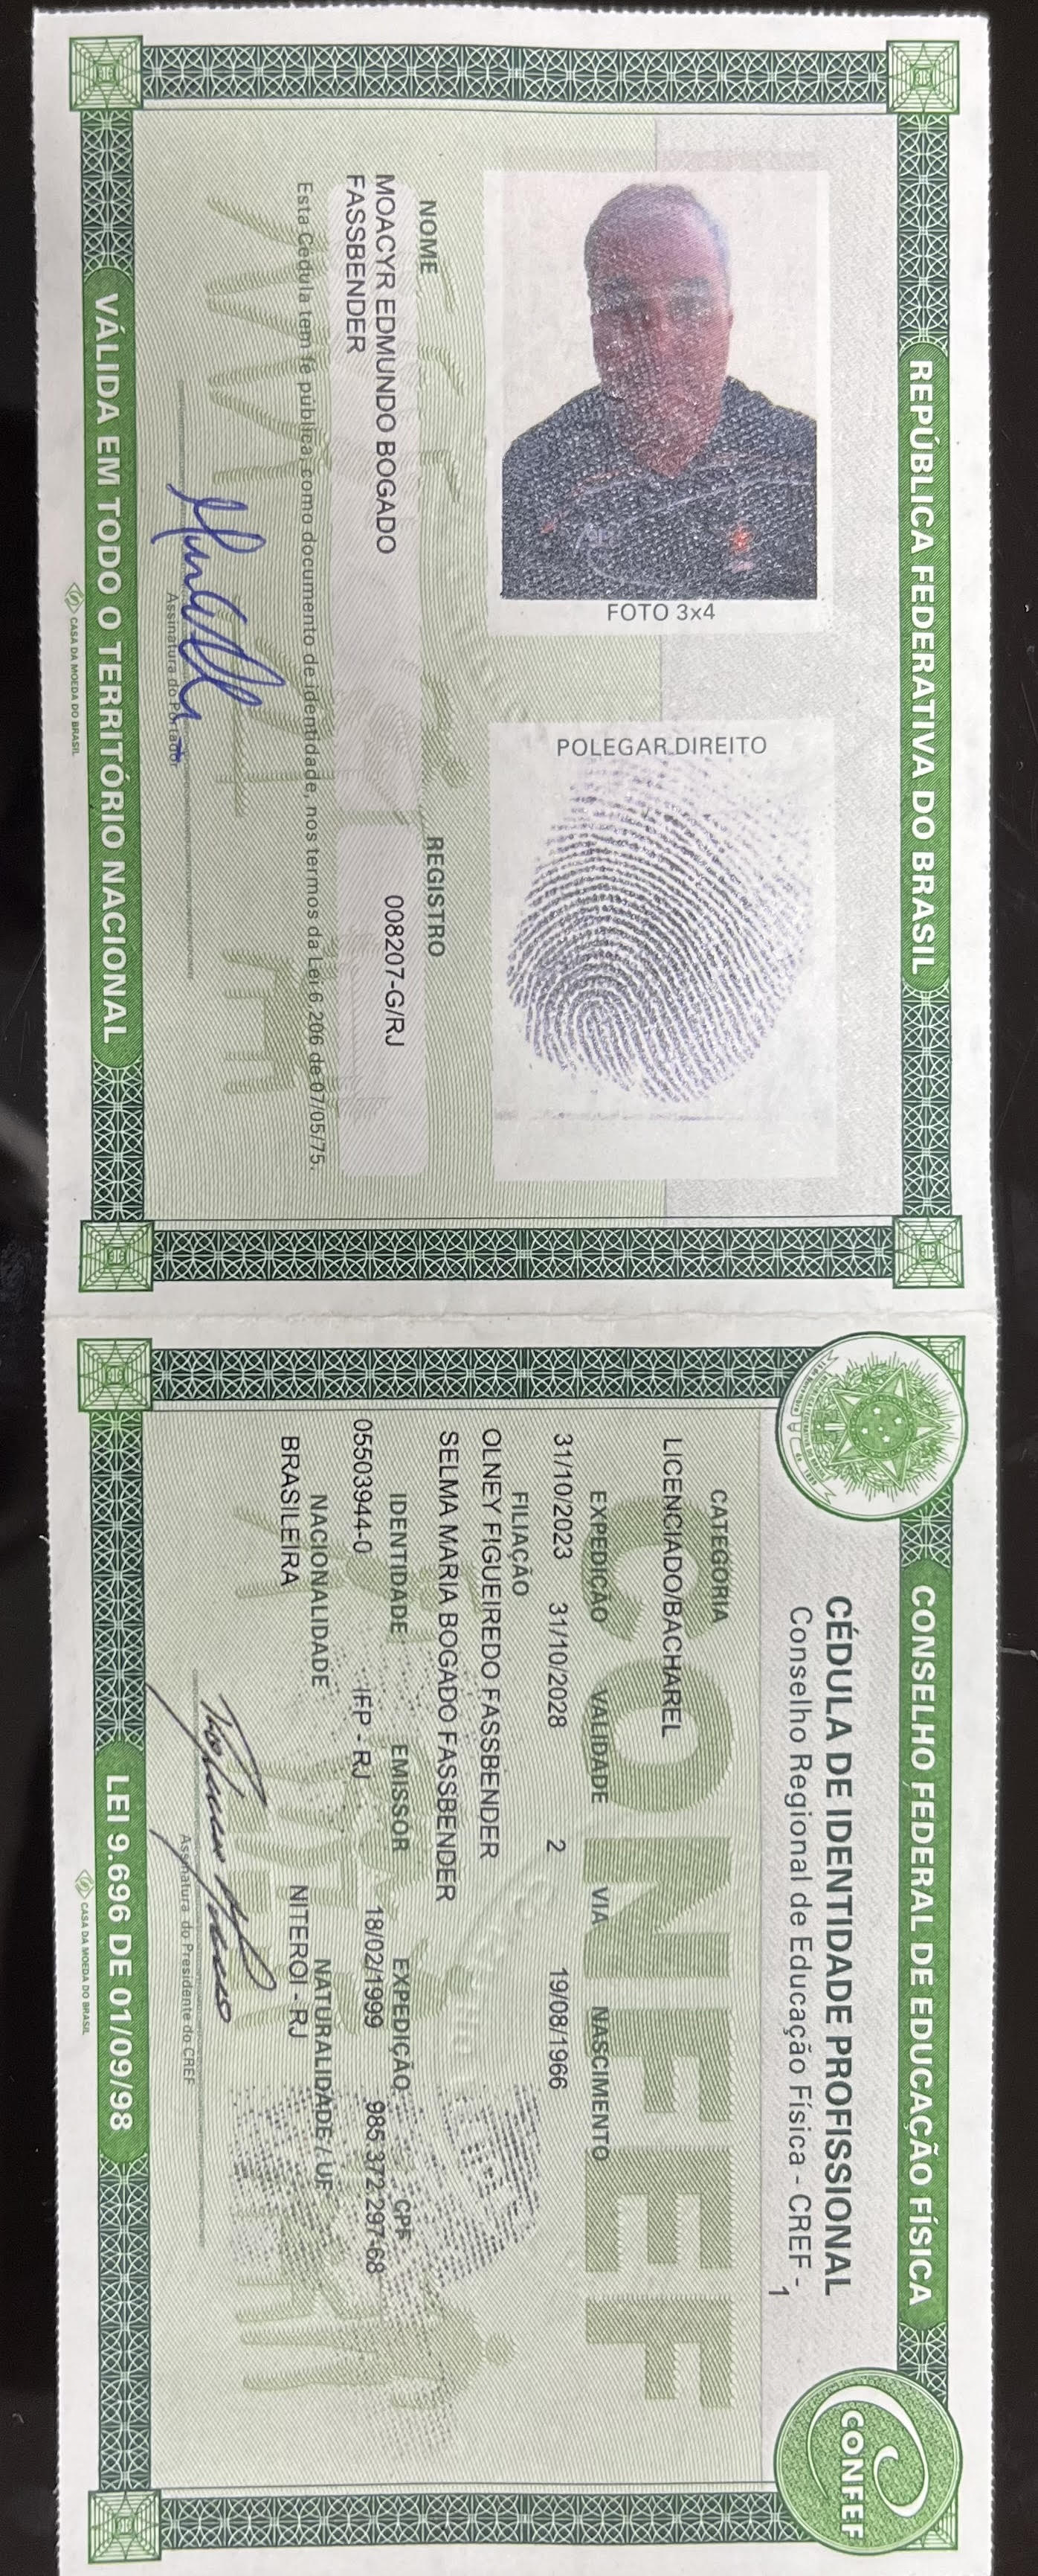 REPÚBLICA FEDERATIVA DO BRASIL
FOTO 3x4
POLEGAR DIREITO
NOME
MOACYR EDMUNDO BOGADO
FASSBENDER
REGISTRO
008207-G/RJ
Esta Cédula tem fé pública como documento de identidade, nos termos da Lei 6.206 de 07/05/75.
Assinatura do Portador
VÁLIDA EM TODO O TERRITÓRIO NACIONAL
CASA DA MOEDA DO BRASIL
CONSELHO FEDERAL DE EDUCAÇÃO FÍSICA
CÉDULA DE IDENTIDADE PROFISSIONAL
Conselho Regional de Educação Física - CREF - 1
CONFEF
CONFEF
CATEGORIA
LICENCIADO/BACHAREL
EXPEDIÇÃO VALIDADE VIA NASCIMENTO
31/10/2023 31/10/2028 2 19/08/1966
FILIAÇÃO
OLNEY FIGUEIREDO FASSBENDER
SELMA MARIA BOGADO FASSBENDER
IDENTIDADE EMISSOR EXPEDIÇÃO CPF
05503944-0 IFP - RJ 18/02/1999 985.372.297-68
NACIONALIDADE NATURALIDADE / UF
BRASILEIRA NITEROI - RJ
Assinatura do Presidente do CREF
LEI 9.696 DE 01/09/98
CASA DA MOEDA DO BRASIL